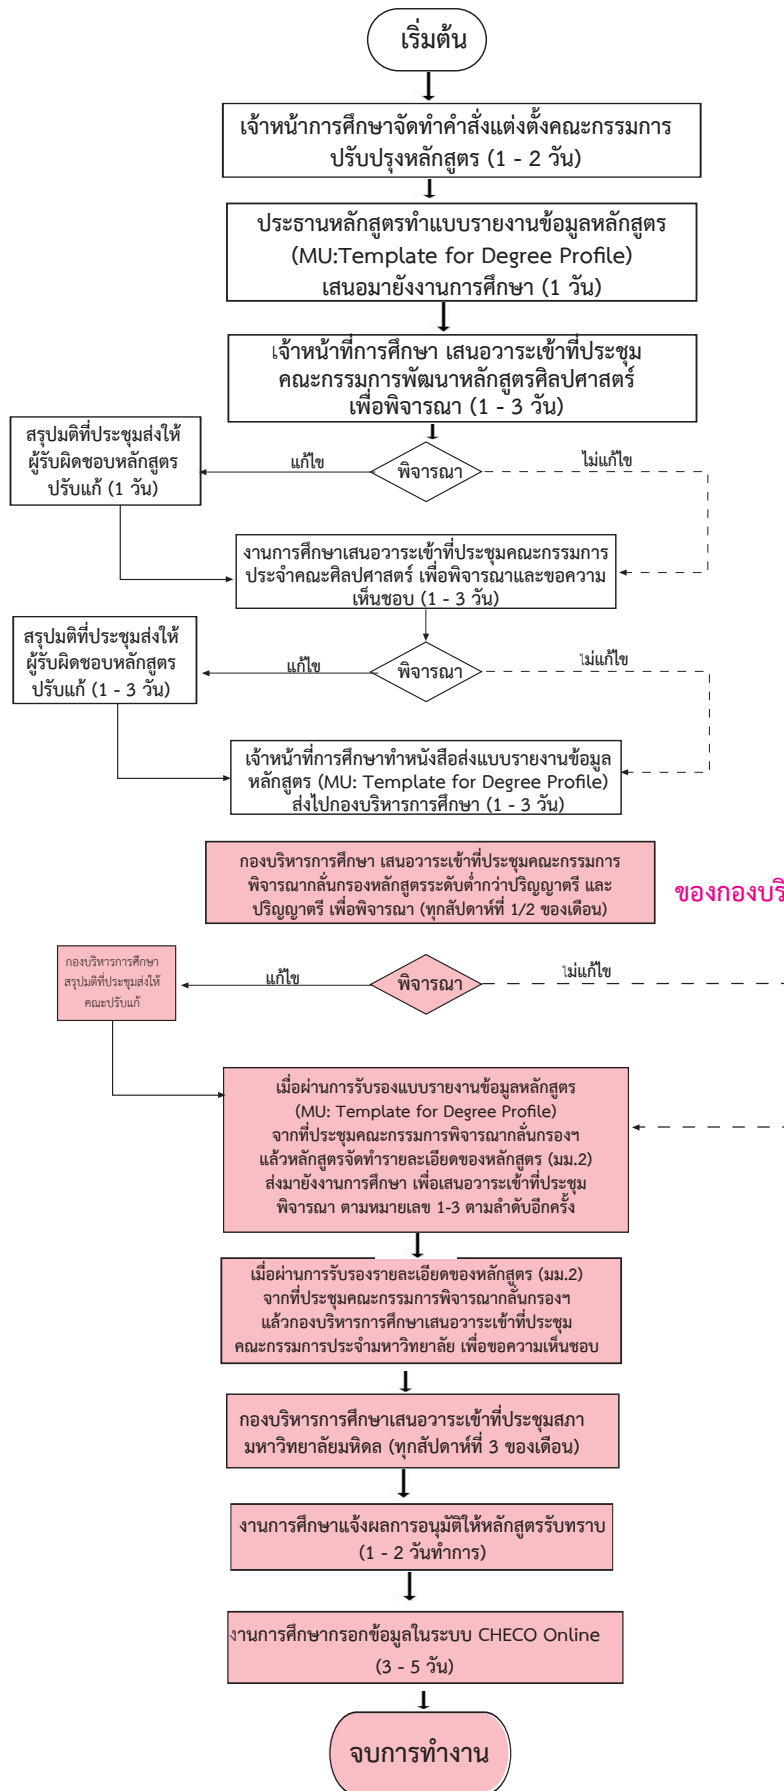 เริ่มต้น
เจ้าหน้าการศึกษาจัดทำคำสั่งแต่งตั้งคณะกรรมการ
ปรับปรุงหลักสูตร (1 - 2 วัน)
ประธานหลักสูตรทำแบบรายงานข้อมูลหลักสูตร
(MU:Template for Degree Profile)
เสนอมายังงานการศึกษา (1 วัน)
เจ้าหน้าที่การศึกษา เสนอวาระเข้าที่ประชุม
คณะกรรมการพัฒนาหลักสูตรศิลปศาสตร์
เพื่อพิจารณา (1 - 3 วัน)
สรุปมติที่ประชุมส่งให้
ผู้รับผิดชอบหลักสูตร
ปรับแก้ (1 วัน)
แก้ไข
พิจารณา
ไม่แก้ไข
งานการศึกษาเสนอวาระเข้าที่ประชุมคณะกรรมการ
ประจำคณะศิลปศาสตร์ เพื่อพิจารณาและขอความ
เห็นชอบ (1 - 3 วัน)
สรุปมติที่ประชุมส่งให้
ผู้รับผิดชอบหลักสูตร
ปรับแก้ (1 - 3 วัน)
แก้ไข
พิจารณา
ไม่แก้ไข
เจ้าหน้าที่การศึกษาทำหนังสือส่งแบบรายงานข้อมูล
หลักสูตร (MU: Template for Degree Profile)
ส่งไปกองบริหารการศึกษา (1 - 3 วัน)
กองบริหารการศึกษา เสนอวาระเข้าที่ประชุมคณะกรรมการ
พิจารณากลั่นกรองหลักสูตรระดับต่ำกว่าปริญญาตรี และ
ปริญญาตรี เพื่อพิจารณา (ทุกสัปดาห์ที่ 1/2 ของเดือน)
ของกองบริ
กองบริหารการศึกษา
สรุปมติที่ประชุมส่งให้
คณะปรับแก้
แก้ไข
พิจารณา
ไม่แก้ไข
เมื่อผ่านการรับรองแบบรายงานข้อมูลหลักสูตร
(MU: Template for Degree Profile)
จากที่ประชุมคณะกรรมการพิจารณากลั่นกรองฯ
แล้วหลักสูตรจัดทำรายละเอียดของหลักสูตร (มม.2)
ส่งมายังงานการศึกษา เพื่อเสนอวาระเข้าที่ประชุม
พิจารณา ตามหมายเลข 1-3 ตามลำดับอีกครั้ง
เมื่อผ่านการรับรองรายละเอียดของหลักสูตร (มม.2)
จากที่ประชุมคณะกรรมการพิจารณากลั่นกรองฯ
แล้วกองบริหารการศึกษาเสนอวาระเข้าที่ประชุม
คณะกรรมการประจำมหาวิทยาลัย เพื่อขอความเห็นชอบ
กองบริหารการศึกษาเสนอวาระเข้าที่ประชุมสภา
มหาวิทยาลัยมหิดล (ทุกสัปดาห์ที่ 3 ของเดือน)
งานการศึกษาแจ้งผลการอนุมัติให้หลักสูตรรับทราบ
(1 - 2 วันทำการ)
งานการศึกษากรอกข้อมูลในระบบ CHECO Online
(3 - 5 วัน)
จบการทำงาน